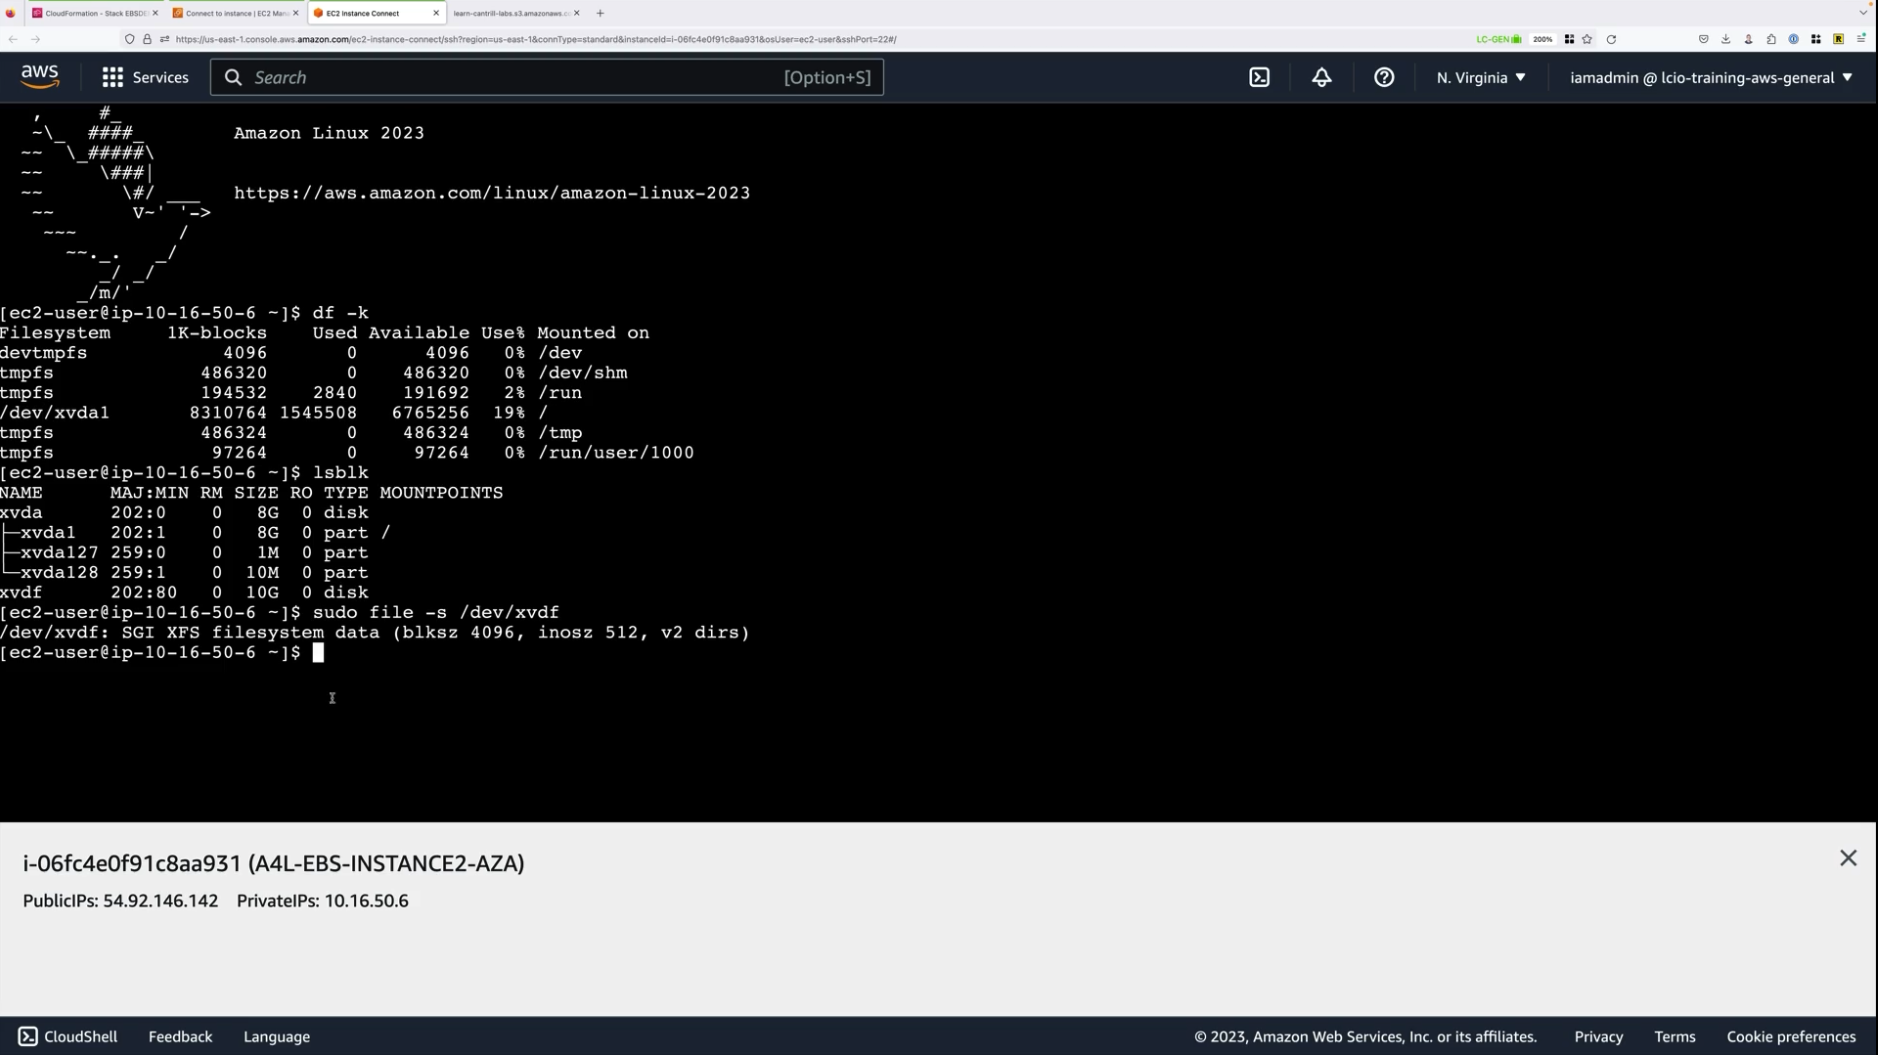 CloudFormation - Stack EBSDE
Connect to instance | EC2 Mana
EC2 Instance Connect
learn-cantrill-labs.s3.amazonaws.co
https://us-east-1.console.aws.amazon.com/ec2-instance-connect/ssh?region=us-east-1&connType=standard&instanceId=i-06fc4e0f91c8aa931&osUser=ec2-user&sshPort=22#/
LC-GEN
200%
aws
Services
Search
[Option+S]
N. Virginia
iamadmin @ lcio-training-aws-general
   ,     #_
   ~\_  ####_        Amazon Linux 2023
  ~~  \_#####\
  ~~     \###|
  ~~       \#/ ___   https://aws.amazon.com/linux/amazon-linux-2023
   ~~       V~' '->
    ~~~         /
      ~~._.   _/
         _/ _/
       _/m/'
[ec2-user@ip-10-16-50-6 ~]$ df -k
Filesystem     1K-blocks    Used Available Use% Mounted on
devtmpfs            4096       0      4096   0% /dev
tmpfs             486320       0    486320   0% /dev/shm
tmpfs             194532    2840    191692   2% /run
/dev/xvda1       8310764 1545508   6765256  19% /
tmpfs             486324       0    486324   0% /tmp
tmpfs              97264       0     97264   0% /run/user/1000
[ec2-user@ip-10-16-50-6 ~]$ lsblk
NAME      MAJ:MIN RM SIZE RO TYPE MOUNTPOINTS
xvda      202:0    0   8G  0 disk
├─xvda1   202:1    0   8G  0 part /
├─xvda127 259:0    0   1M  0 part
└─xvda128 259:1    0  10M  0 part
xvdf      202:80   0  10G  0 disk
[ec2-user@ip-10-16-50-6 ~]$ sudo file -s /dev/xvdf
/dev/xvdf: SGI XFS filesystem data (blksz 4096, inosz 512, v2 dirs)
[ec2-user@ip-10-16-50-6 ~]$
i-06fc4e0f91c8aa931 (A4L-EBS-INSTANCE2-AZA)
PublicIPs: 54.92.146.142 PrivateIPs: 10.16.50.6
CloudShell
Feedback
Language
© 2023, Amazon Web Services, Inc. or its affiliates.
Privacy
Terms
Cookie preferences